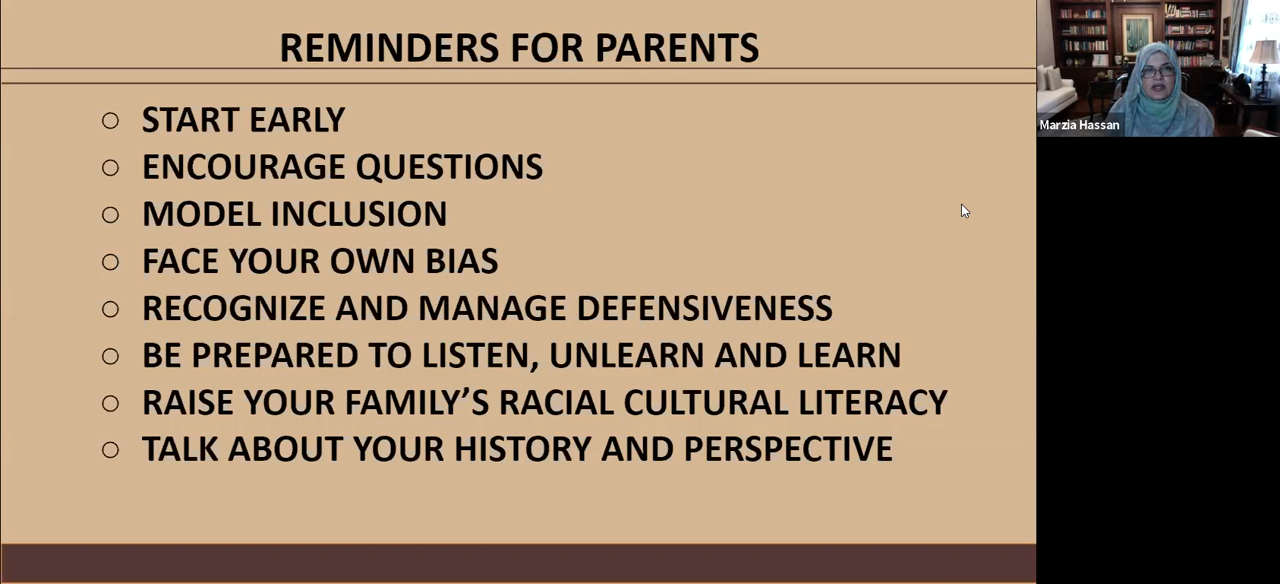 REMINDERS FOR PARENTS
START EARLY
ENCOURAGE QUESTIONS
MODEL INCLUSION
FACE YOUR OWN BIAS
RECOGNIZE AND MANAGE DEFENSIVENESS
BE PREPARED TO LISTEN, UNLEARN AND LEARN
RAISE YOUR FAMILY’S RACIAL CULTURAL LITERACY
TALK ABOUT YOUR HISTORY AND PERSPECTIVE
Marzia Hassan